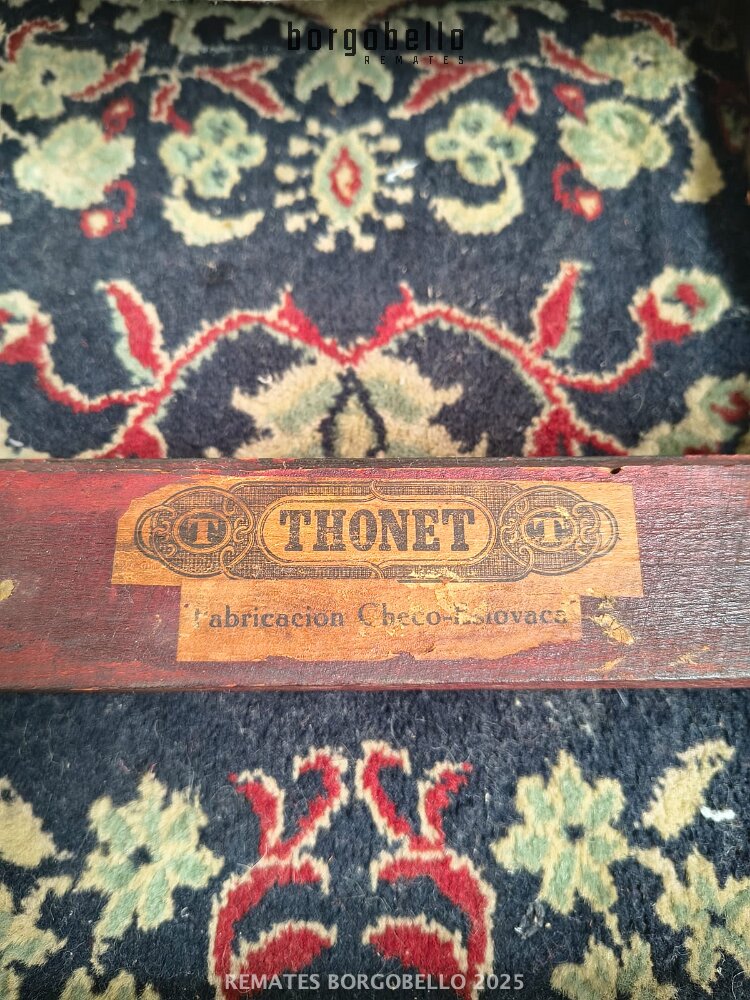 borgobello
REMATES
T THONET T
Fabricacion Checo-Eslovaca
REMATES BORGOBELLO 2025